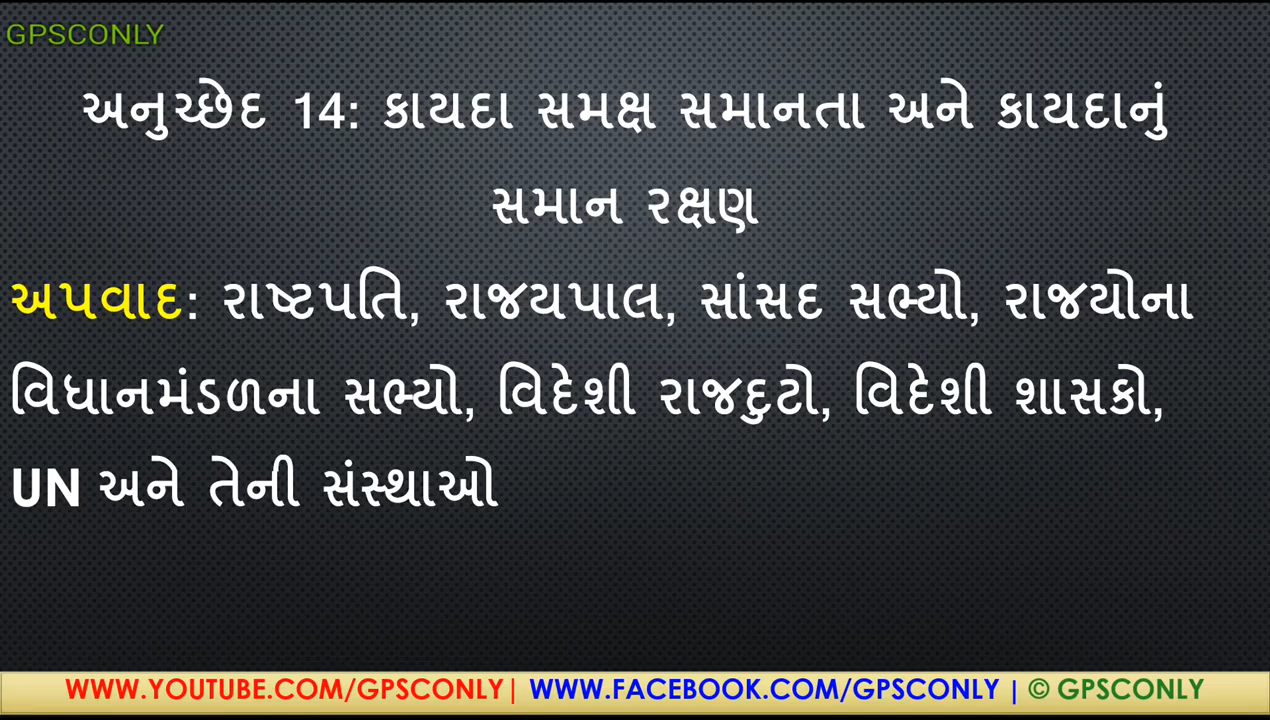 GPSCONLY
અનુચ્છેદ 14: કાયદા સમક્ષ સમાનતા અને કાયદાનું
સમાન રક્ષણ
અપવાદ: રાષ્ટપતિ, રાજયપાલ, સાંસદ સભ્યો, રાજયોના
વિધાનમંડળના સભ્યો, વિદેશી રાજદુટો, વિદેશી શાસકો,
UN અને તેની સંસ્થાઓ
WWW.YOUTUBE.COM/GPSCONLY| WWW.FACEBOOK.COM/GPSCONLY | © GPSCONLY